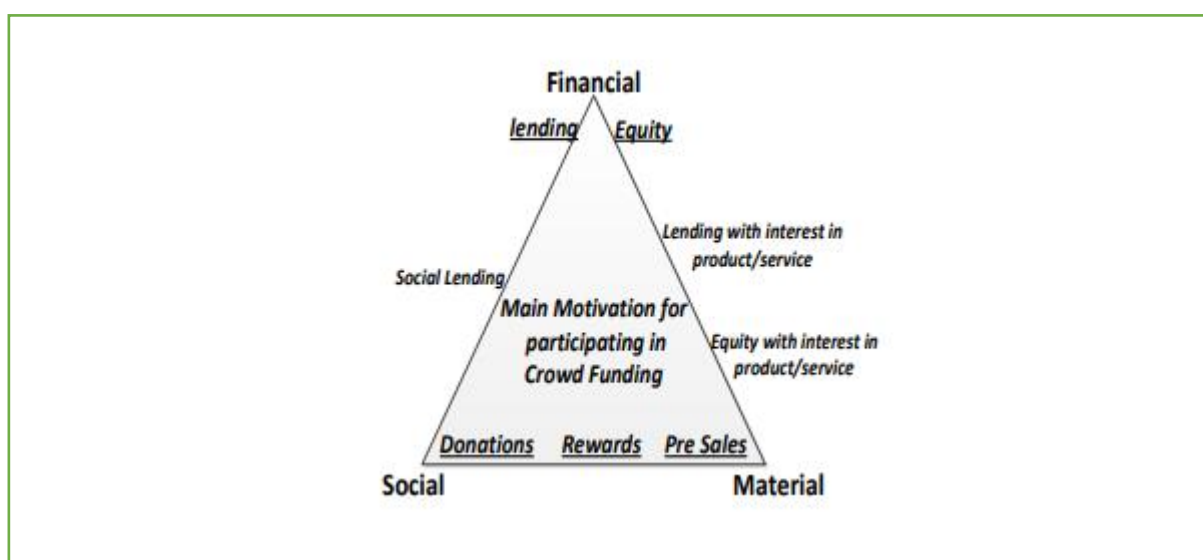 Financial
lending Equity
Lending with interest in
product/service
Social Lending
Main Motivation for
participating in
Crowd Funding
Equity with interest in
product/service
Donations Rewards Pre Sales
Social Material